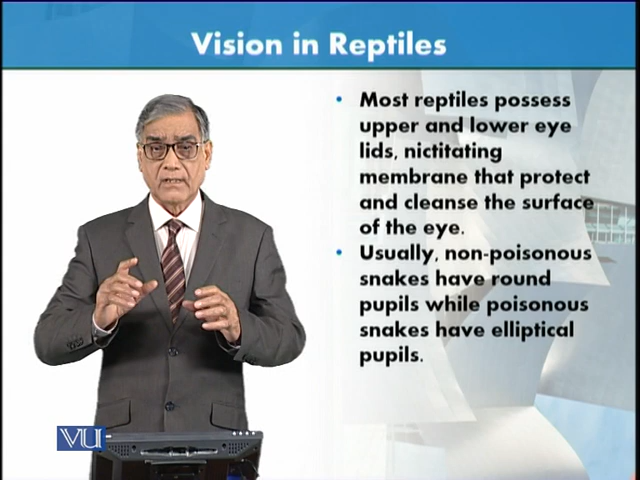 Vision in Reptiles
• Most reptiles possess
upper and lower eye
lids, nictitating
membrane that protect
and cleanse the surface
of the eye.
• Usually, non-poisonous
snakes have round
pupils while poisonous
snakes have elliptical
pupils.
VU